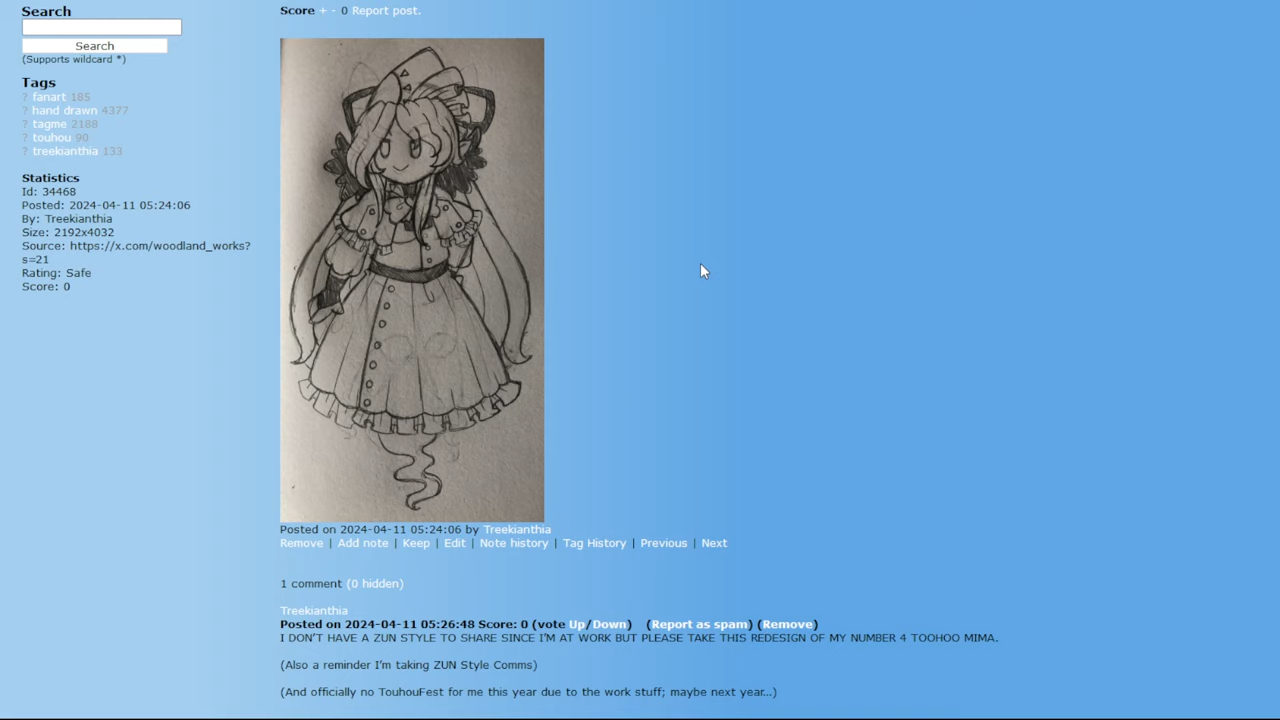 Search
Search
(Supports wildcard *)
Tags
? fanart 185
? hand drawn 4377
? tagme 2188
? touhou 90
? treekianthia 133
Statistics
Id: 34468
Posted: 2024-04-11 05:24:06
By: Treekianthia
Size: 2192x4032
Source: https://x.com/woodland_works?
s=21
Rating: Safe
Score: 0
Score + - 0 Report post.
Posted on 2024-04-11 05:24:06 by Treekianthia
Remove | Add note | Keep | Edit | Note history | Tag History | Previous | Next
1 comment (0 hidden)
Treekianthia
Posted on 2024-04-11 05:26:48 Score: 0 (vote Up/Down) (Report as spam) (Remove)
I DON'T HAVE A ZUN STYLE TO SHARE SINCE I'M AT WORK BUT PLEASE TAKE THIS REDESIGN OF MY NUMBER 4 TOOHOO MIMA.
(Also a reminder I'm taking ZUN Style Comms)
(And officially no TouhouFest for me this year due to the work stuff; maybe next year...)